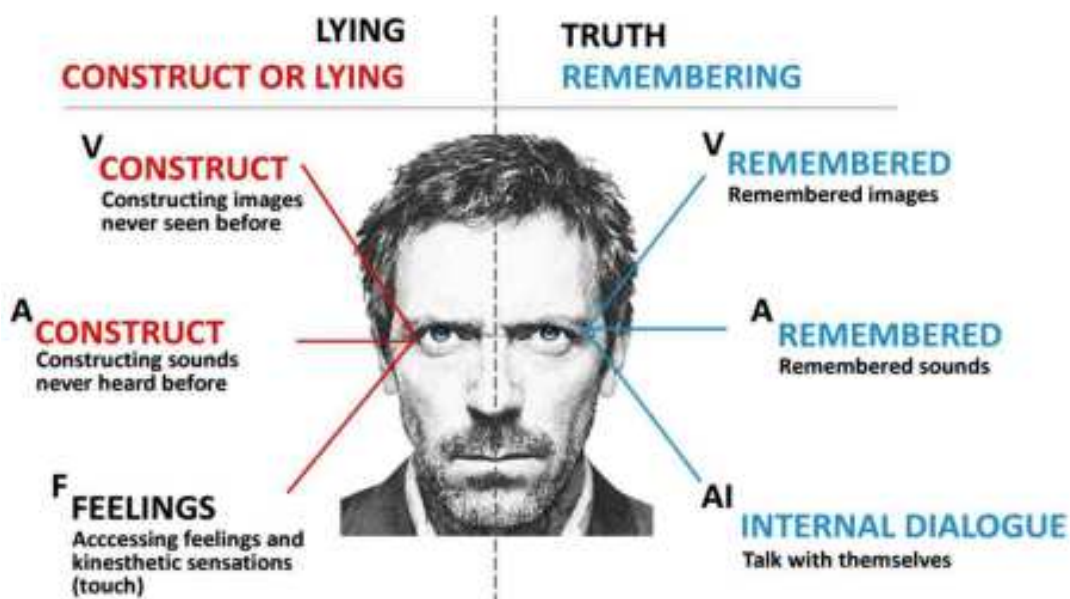 LYING
CONSTRUCT OR LYING
TRUTH
REMEMBERING
V
CONSTRUCT
Constructing images
never seen before
V
REMEMBERED
Remembered images
A
CONSTRUCT
Constructing sounds
never heard before
A
REMEMBERED
Remembered sounds
F
FEELINGS
Acccessing feelings and
kinesthetic sensations
(touch)
AI
INTERNAL DIALOGUE
Talk with themselves